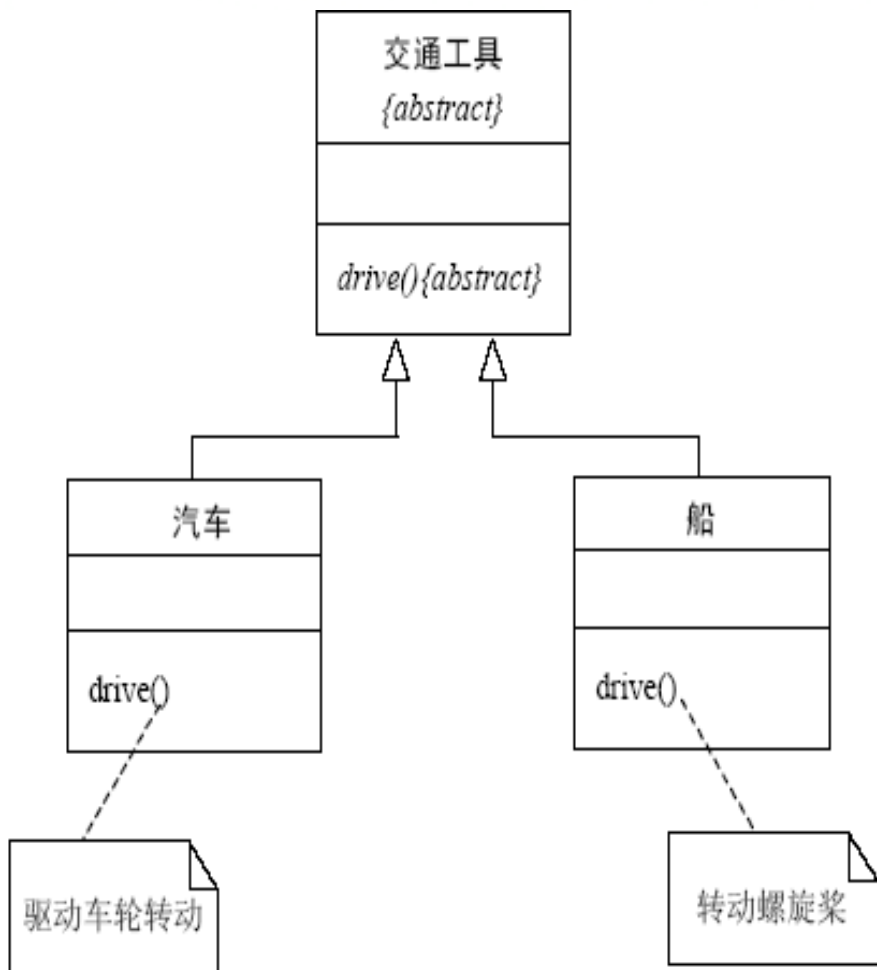 交通工具
{abstract}
drive(){abstract}
汽车
船
drive()
drive()
驱动车轮转动
转动螺旋桨